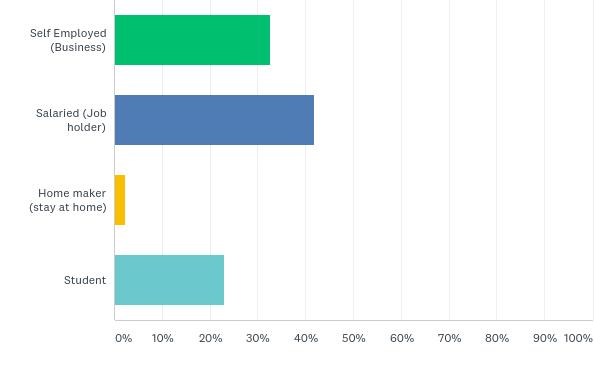 Self Employed
(Business)
Salaried (Job
holder)
Home maker
(stay at home)
Student
0% 10% 20% 30% 40% 50% 60% 70% 80% 90% 100%